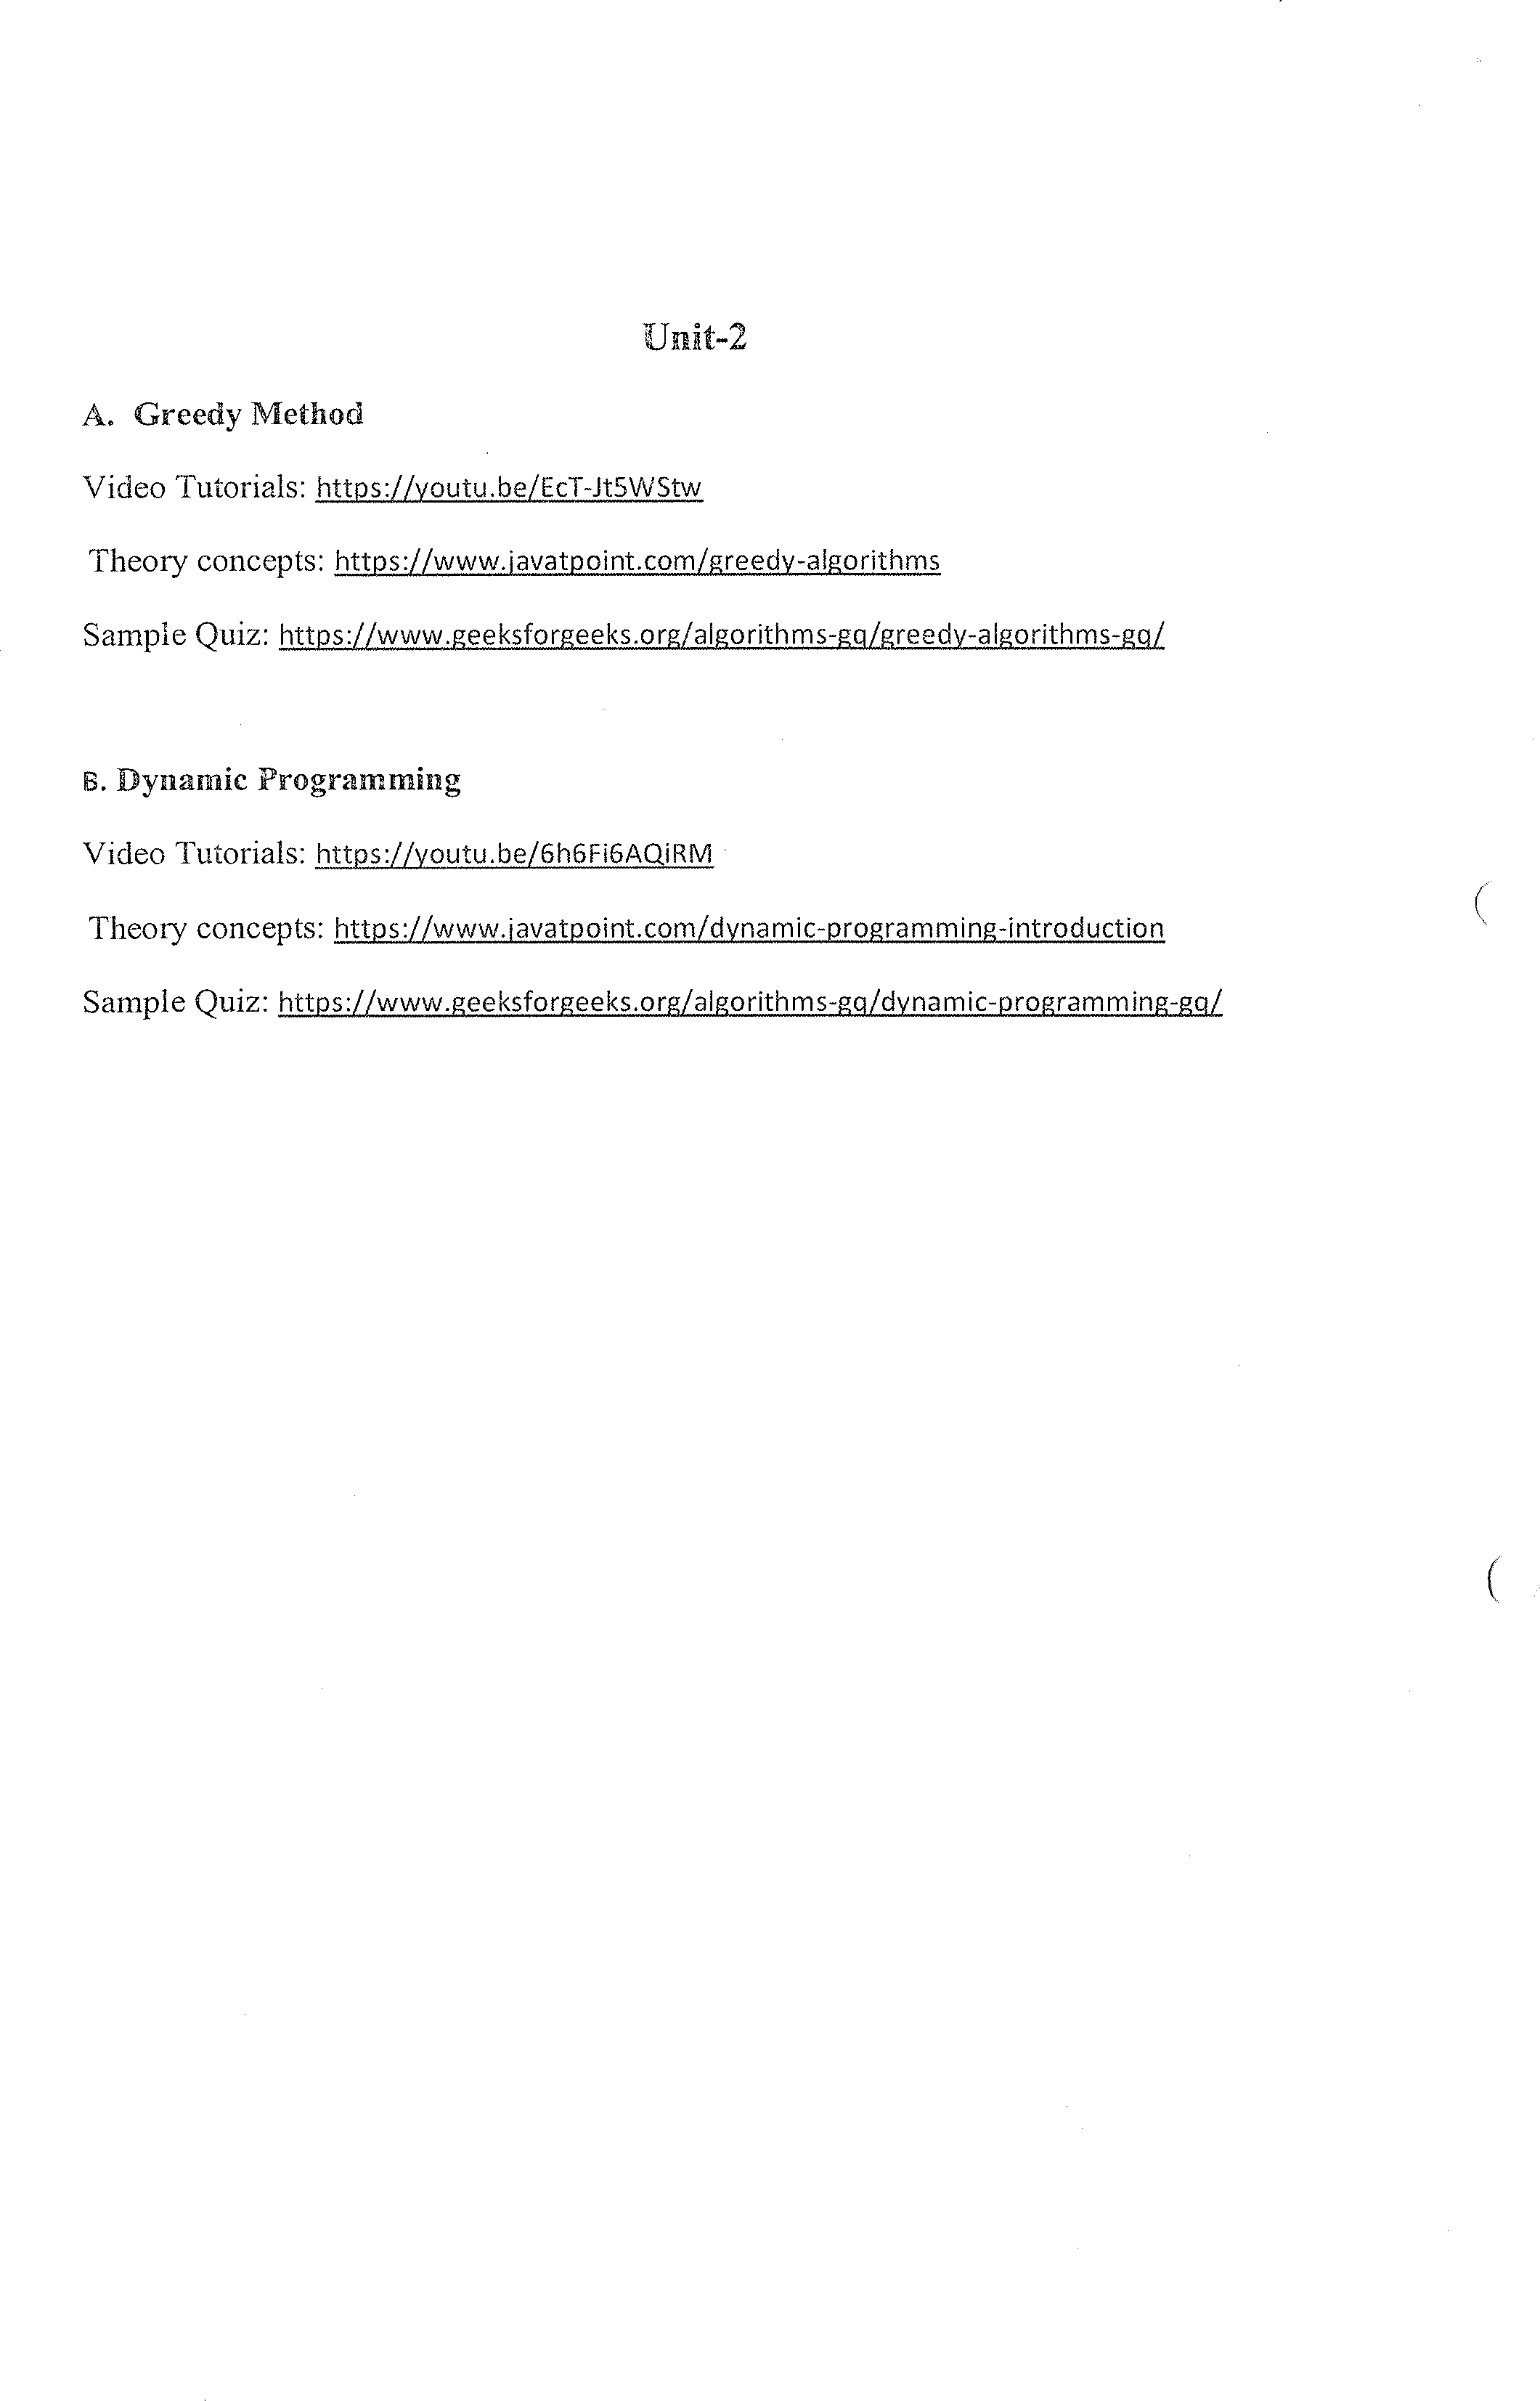 Unit-2
A. Greedy Method
Video Tutorials: https://youtu.be/EcT-Jt5WStw
Theory concepts: https://www.javatpoint.com/greedy-algorithms
Sample Quiz: https://www.geeksforgeeks.org/algorithms-gq/greedy-algorithms-gq/
B. Dynamic Programming
Video Tutorials: https://youtu.be/6h6Fi6AQiRM
Theory concepts: https://www.javatpoint.com/dynamic-programming-introduction
Sample Quiz: https://www.geeksforgeeks.org/algorithms-gq/dynamic-programming-gq/